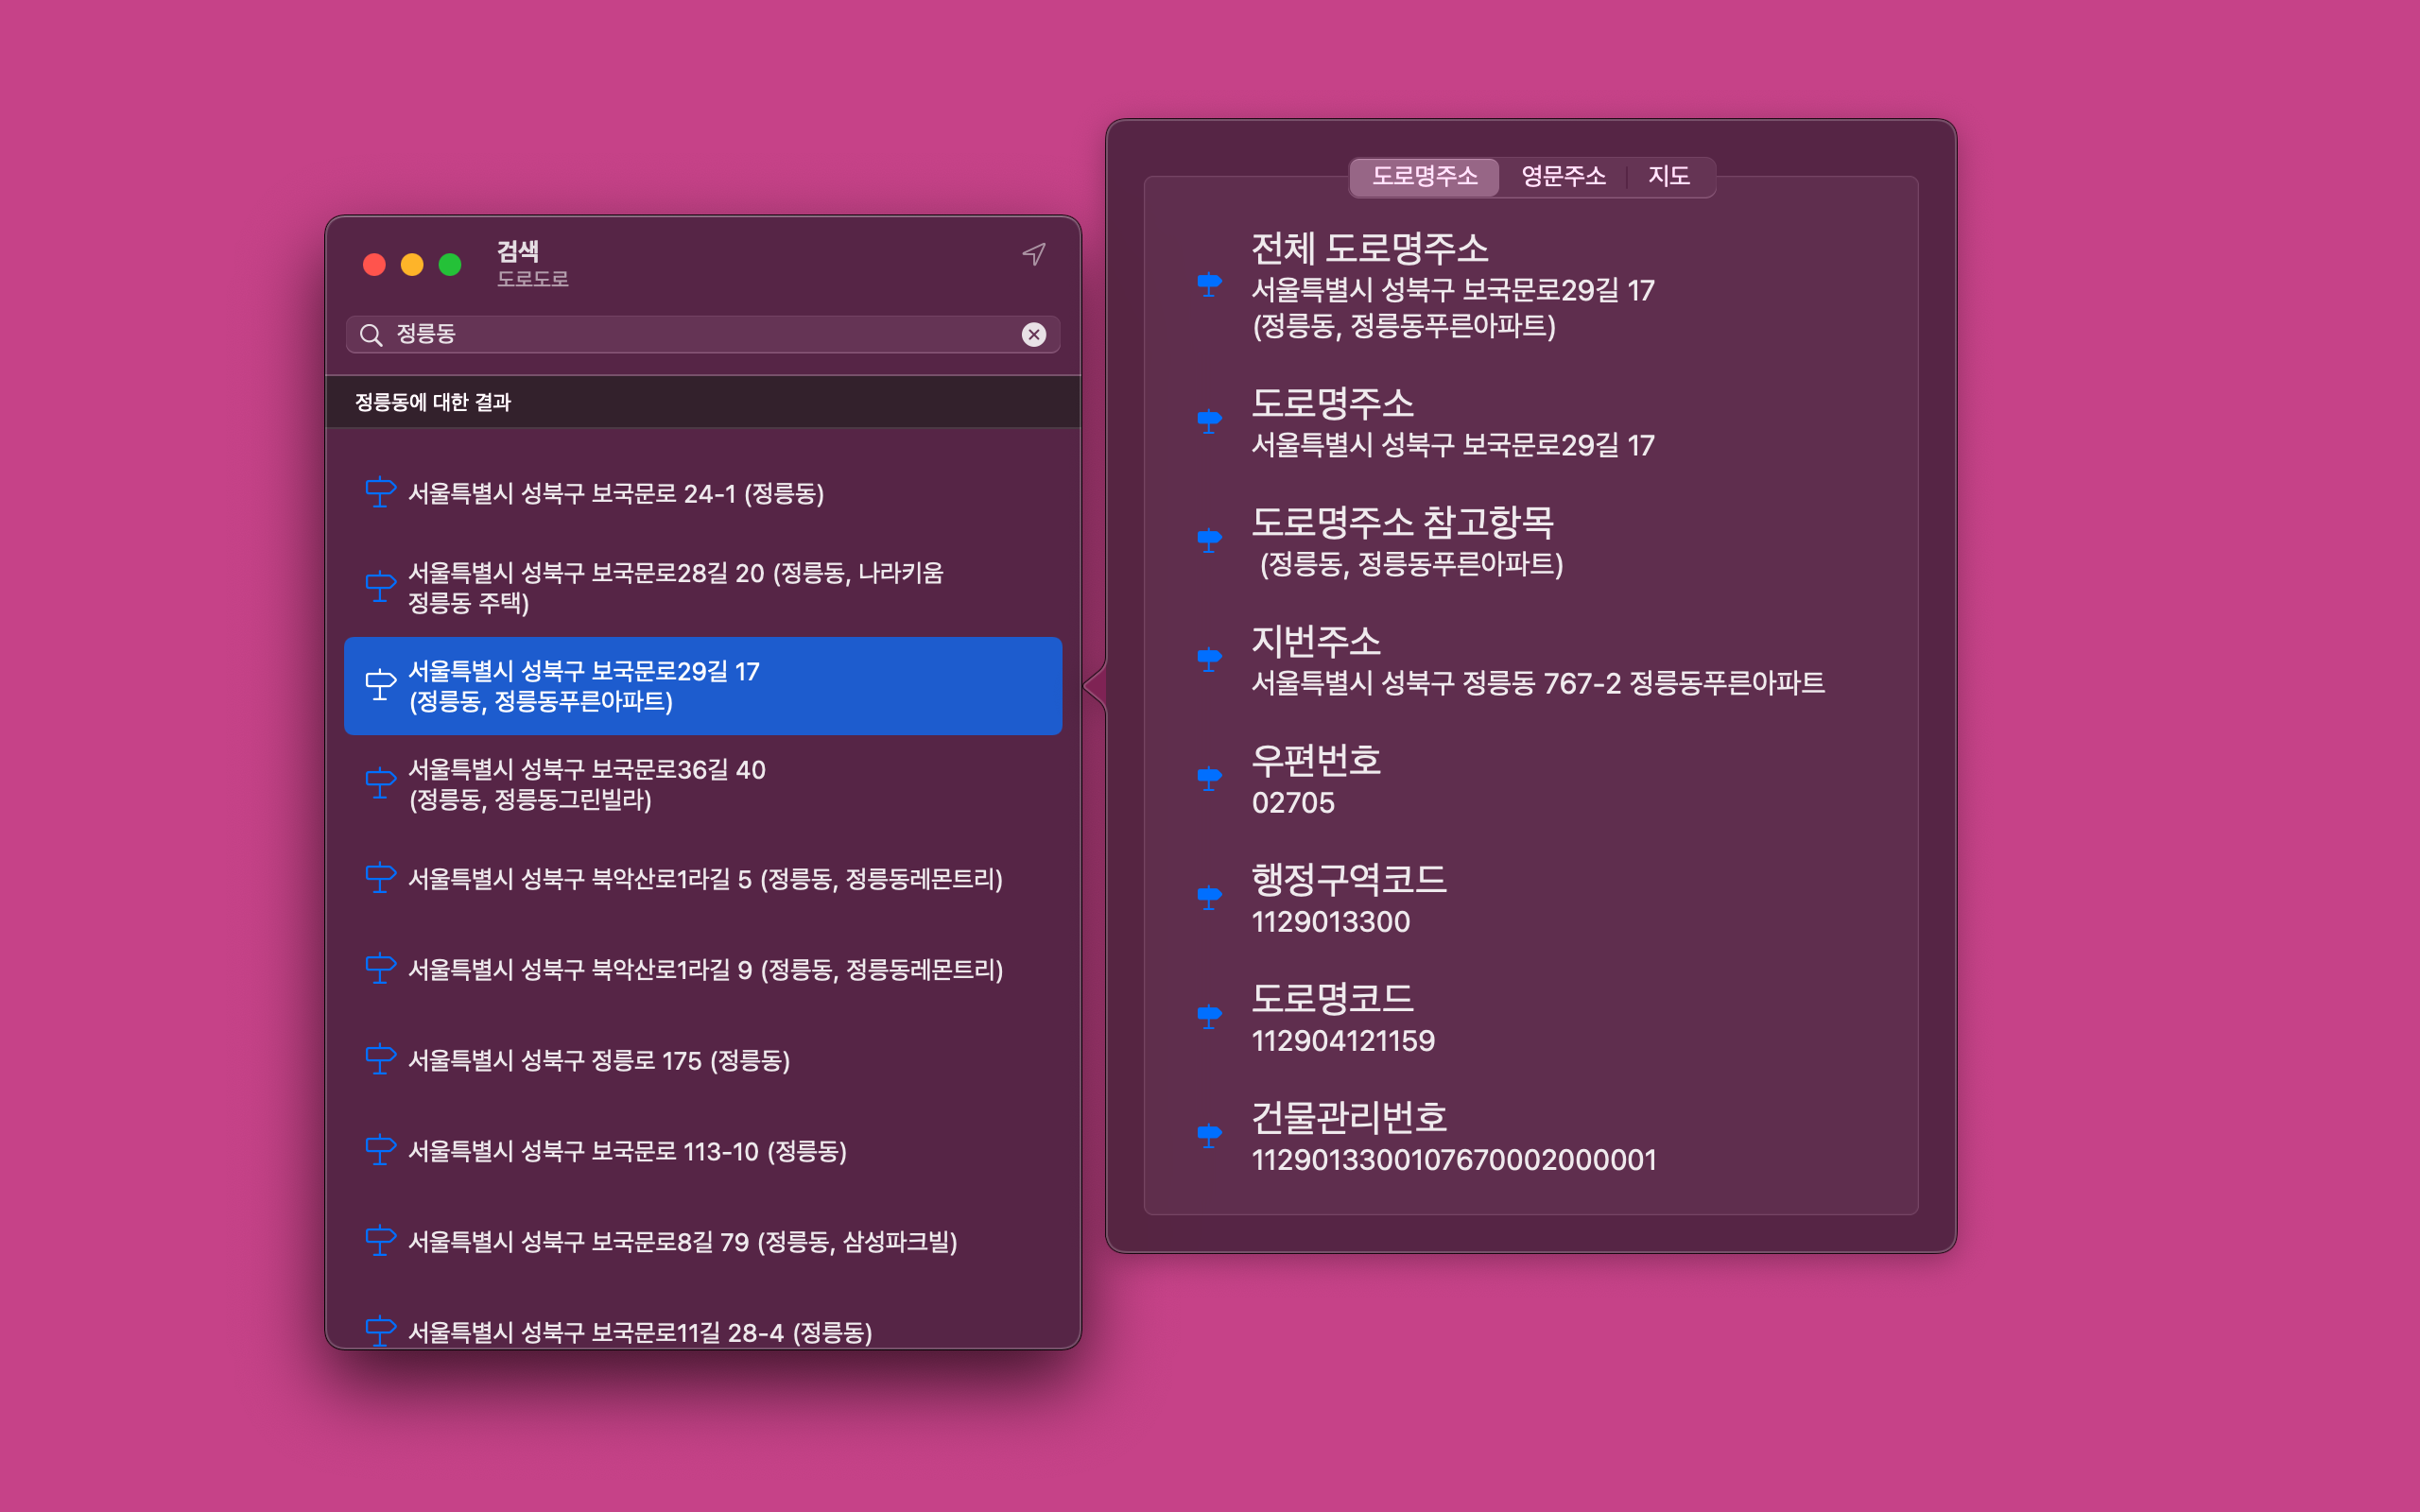 검색
도로도로
정릉동
정릉동에 대한 결과
서울특별시 성북구 보국문로 24-1 (정릉동)
서울특별시 성북구 보국문로28길 20 (정릉동, 나라키움
정릉동 주택)
서울특별시 성북구 보국문로29길 17
(정릉동, 정릉동푸른아파트)
서울특별시 성북구 보국문로36길 40
(정릉동, 정릉동그린빌라)
서울특별시 성북구 북악산로1라길 5 (정릉동, 정릉동레몬트리)
서울특별시 성북구 북악산로1라길 9 (정릉동, 정릉동레몬트리)
서울특별시 성북구 정릉로 175 (정릉동)
서울특별시 성북구 보국문로 113-10 (정릉동)
서울특별시 성북구 보국문로8길 79 (정릉동, 삼성파크빌)
서울특별시 성북구 보국문로11길 28-4 (정릉동)
도로명주소 영문주소 지도
전체 도로명주소
서울특별시 성북구 보국문로29길 17
(정릉동, 정릉동푸른아파트)
도로명주소
서울특별시 성북구 보국문로29길 17
도로명주소 참고항목
(정릉동, 정릉동푸른아파트)
지번주소
서울특별시 성북구 정릉동 767-2 정릉동푸른아파트
우편번호
02705
행정구역코드
1129013300
도로명코드
112904121159
건물관리번호
1129013300107670002000001